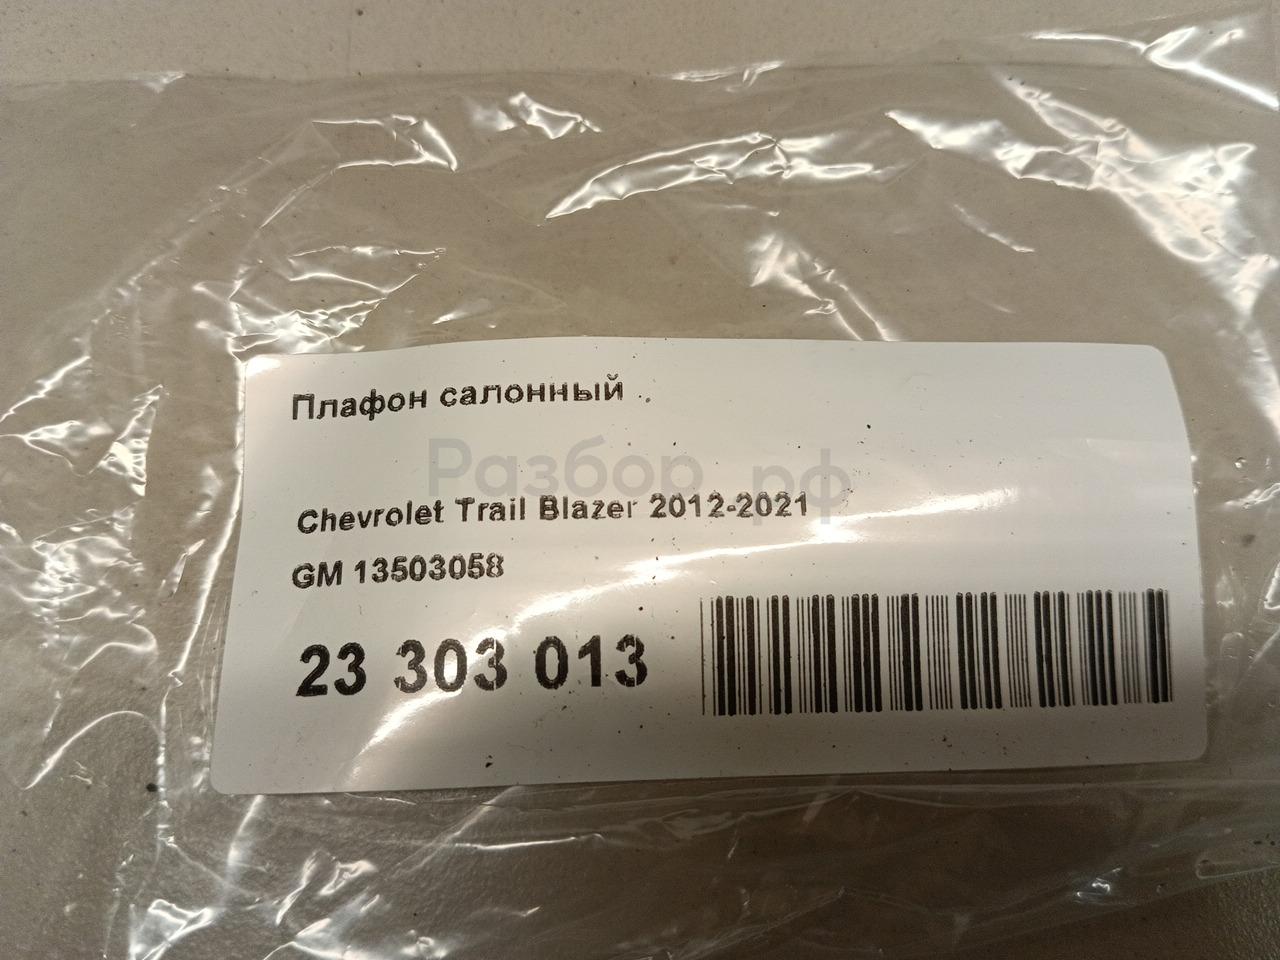 Плафон салонный
Разбор.рф
Chevrolet Trail Blazer 2012-2021
GM 13503058
23 303 013